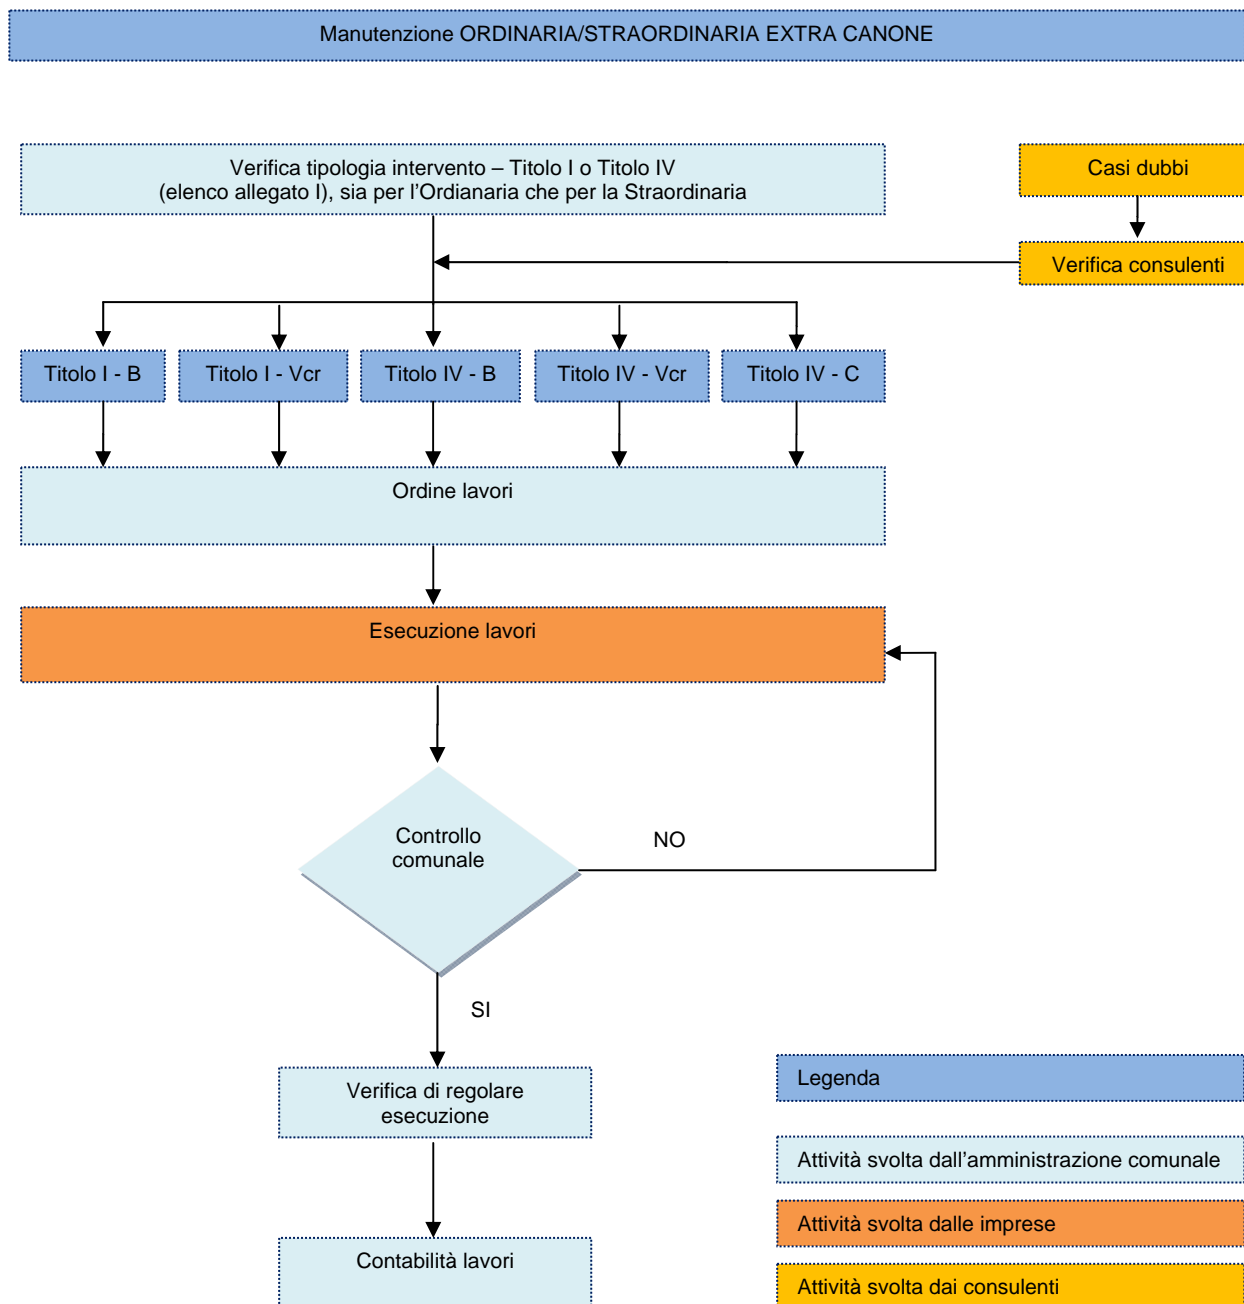 Manutenzione ORDINARIA/STRAORDINARIA EXTRA CANONE
Verifica tipologia intervento – Titolo I o Titolo IV
(elenco allegato I), sia per l'Ordianaria che per la Straordinaria
Casi dubbi
Verifica consulenti
Titolo I - B
Titolo I - Vcr
Titolo IV - B
Titolo IV - Vcr
Titolo IV - C
Ordine lavori
Esecuzione lavori
Controllo
comunale
NO
SI
Verifica di regolare
esecuzione
Contabilità lavori
Legenda
Attività svolta dall'amministrazione comunale
Attività svolta dalle imprese
Attività svolta dai consulenti